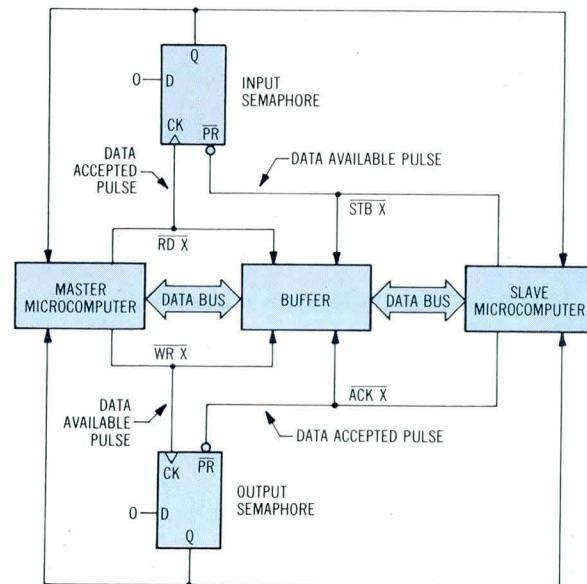 Q
0
D
INPUT
SEMAPHORE
CK
PR
DATA
ACCEPTED
PULSE
DATA AVAILABLE PULSE
STB X
RD X
MASTER
MICROCOMPUTER
DATA BUS
BUFFER
DATA BUS
SLAVE
MICROCOMPUTER
WR X
ACK X
DATA
AVAILABLE
PULSE
DATA ACCEPTED PULSE
CK
PR
OUTPUT
SEMAPHORE
0
D
Q